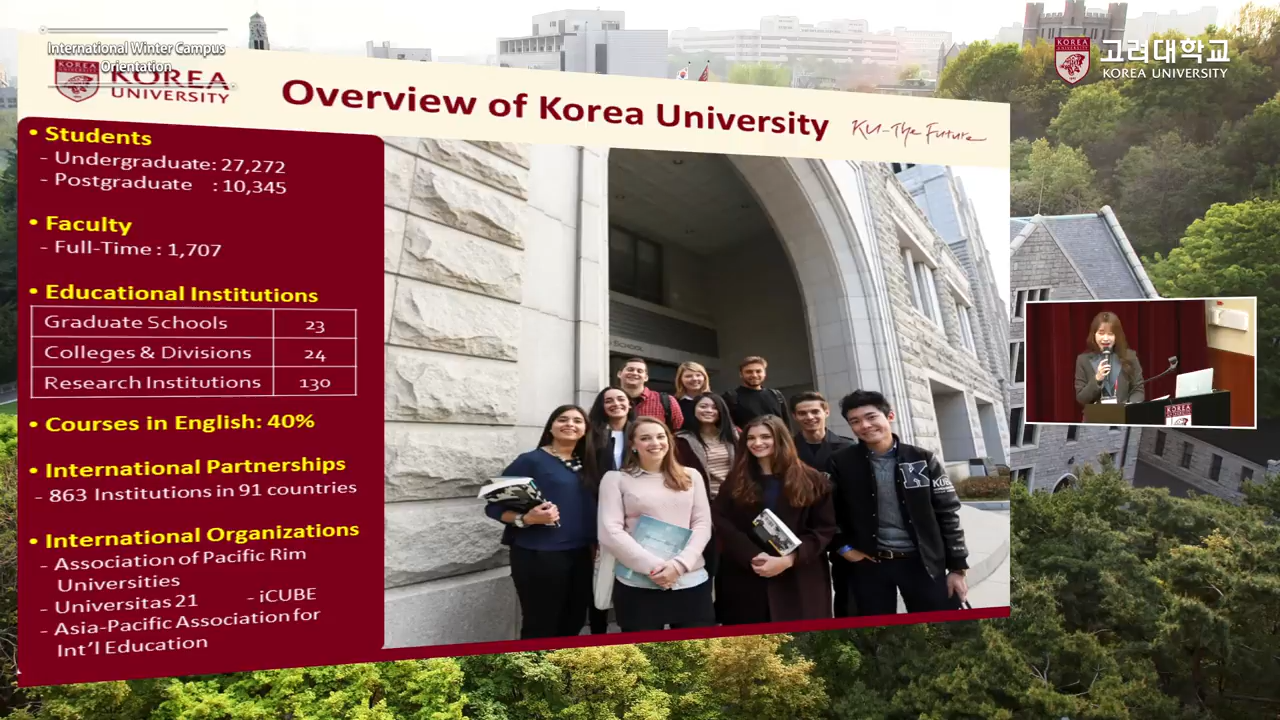 International Winter Campus
Orientation
KOREA
UNIVERSITY
Overview of Korea University
KU-The Future
고려대학교
KOREA UNIVERSITY
• Students
- Undergraduate: 27,272
- Postgraduate : 10,345
• Faculty
- Full-Time : 1,707
• Educational Institutions
Graduate Schools 23
Colleges & Divisions 24
Research Institutions 130
• Courses in English: 40%
• International Partnerships
- 863 Institutions in 91 countries
• International Organizations
- Association of Pacific Rim
Universities
- Universitas 21 - iCUBE
- Asia-Pacific Association for
Int'l Education
SCHOOL
K
KOREA